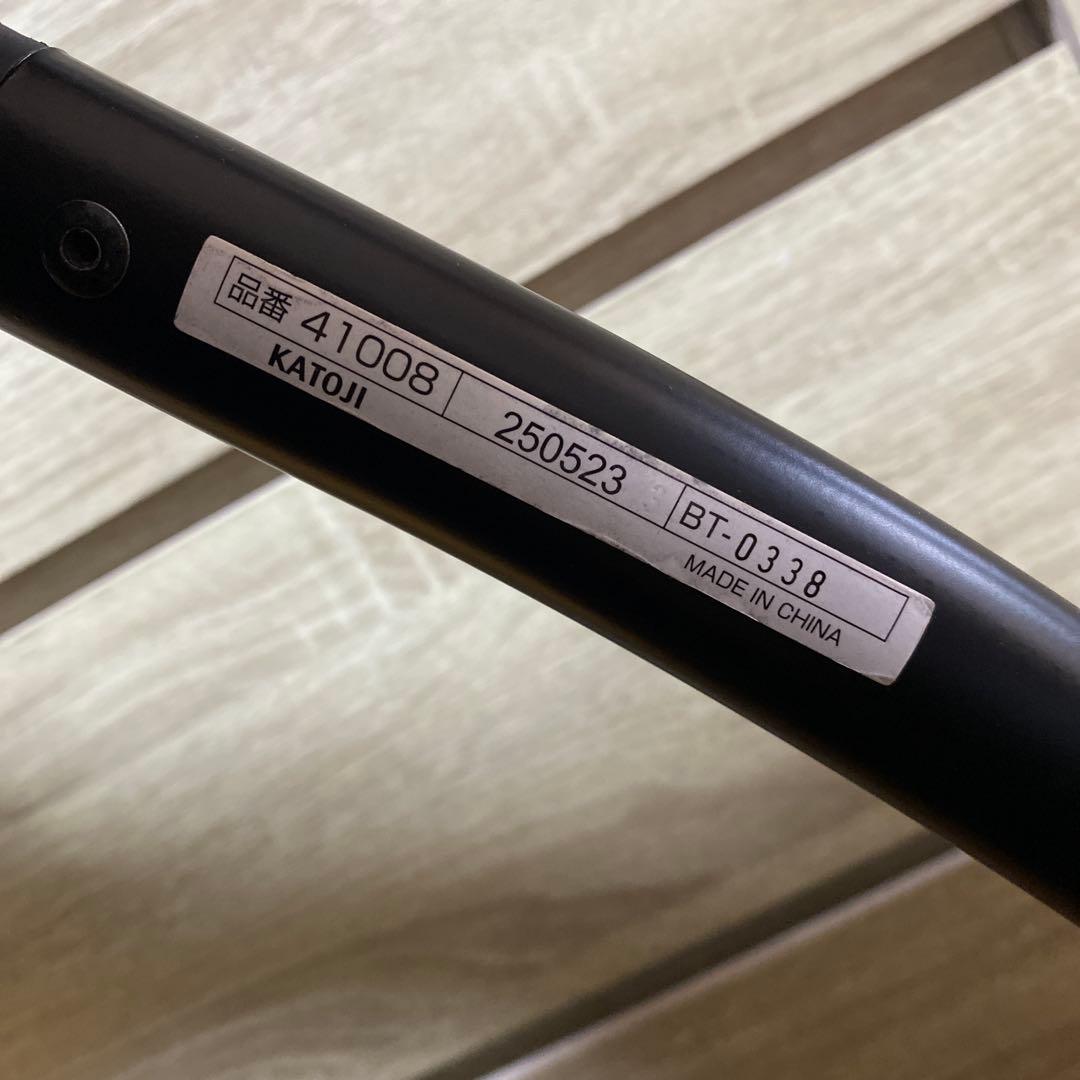 品番 41008 250523 BT-0338
KATOJI MADE IN CHINA